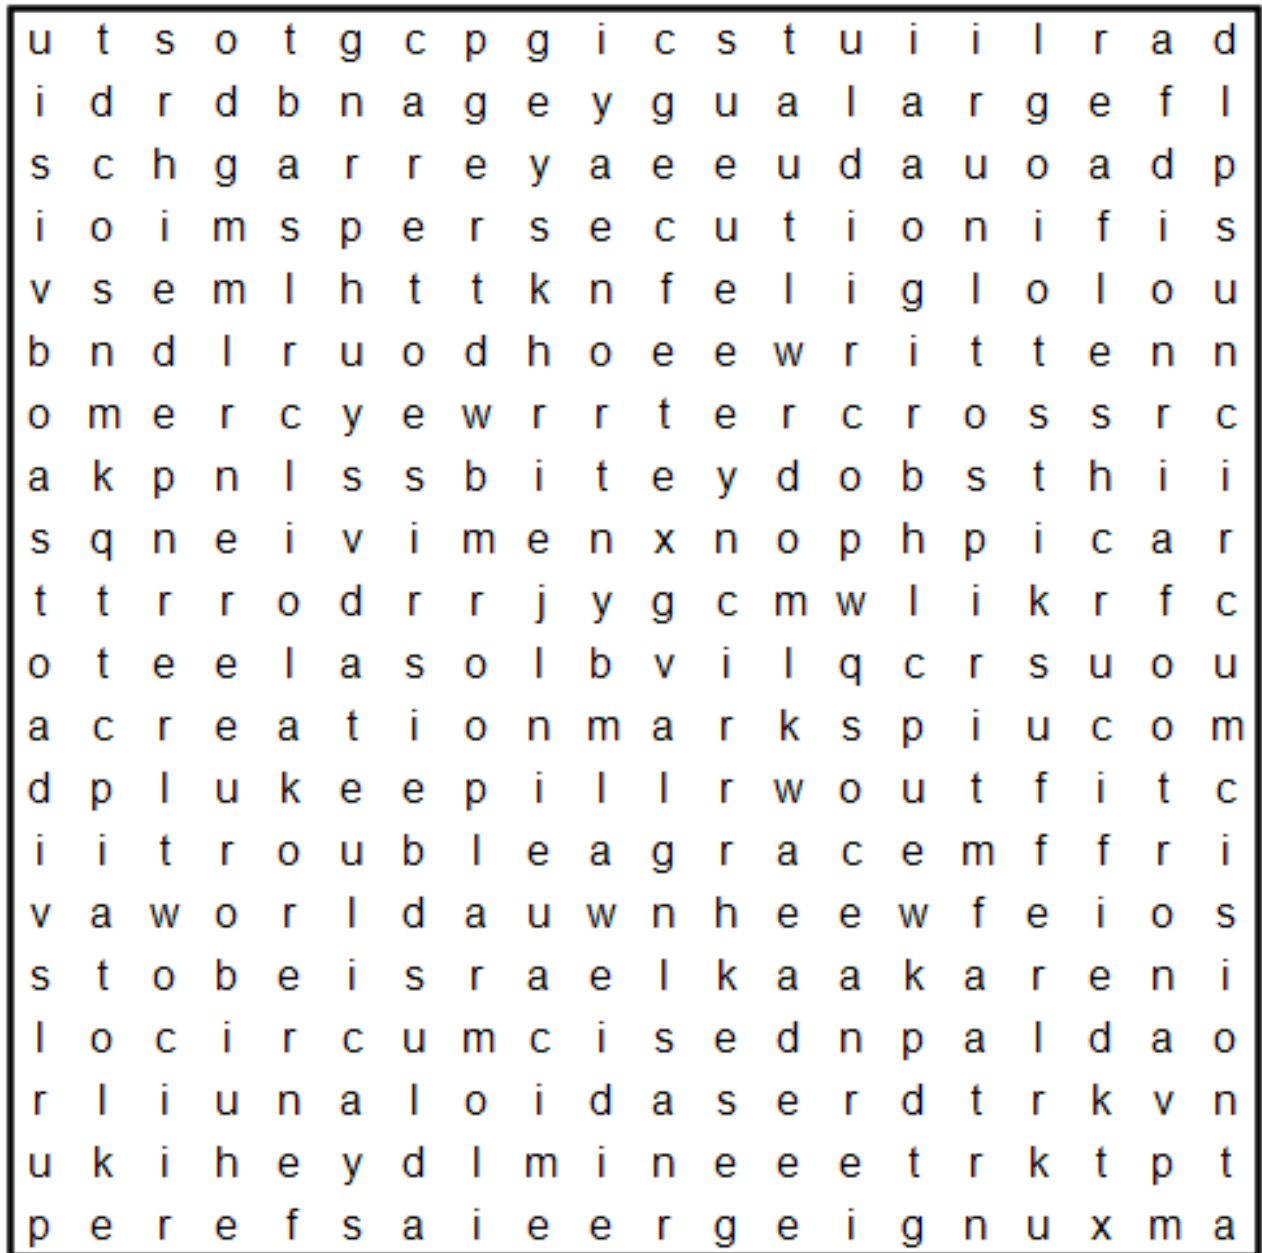 u t s o t g c p g i c s t u i i l r a d
i d r d b n a g e y g u a l a r g e f l
s c h g a r r e y a e e u d a u o a d p
i o i m s p e r s e c u t i o n i f i s
v s e m l h t t k n f e l i g l o l o u
b n d l r u o d h o e e w r i t t e n n
o m e r c y e w r r t e r c r o s s r c
a k p n l s s b i t e y d o b s t h i i
s q n e i v i m e n x n o p h p i c a r
t t r r o d r r j y g c m w l i k r f c
o t e e l a s o l b v i l q c r s u o u
a c r e a t i o n m a r k s p i u c o m
d p l u k e e p i l l r w o u t f i t c
i i t r o u b l e a g r a c e m f f r i
v a w o r l d a u w n h e e w f e i o s
s t o b e i s r a e l k a a k a r e n i
l o c i r c u m c i s e d n p a l d a o
r l i u n a l o i d a s e r d t r k v n
u k i h e y d l m i n e e e t r k t p t
p e r e f s a i e e r g e i g n u x m a